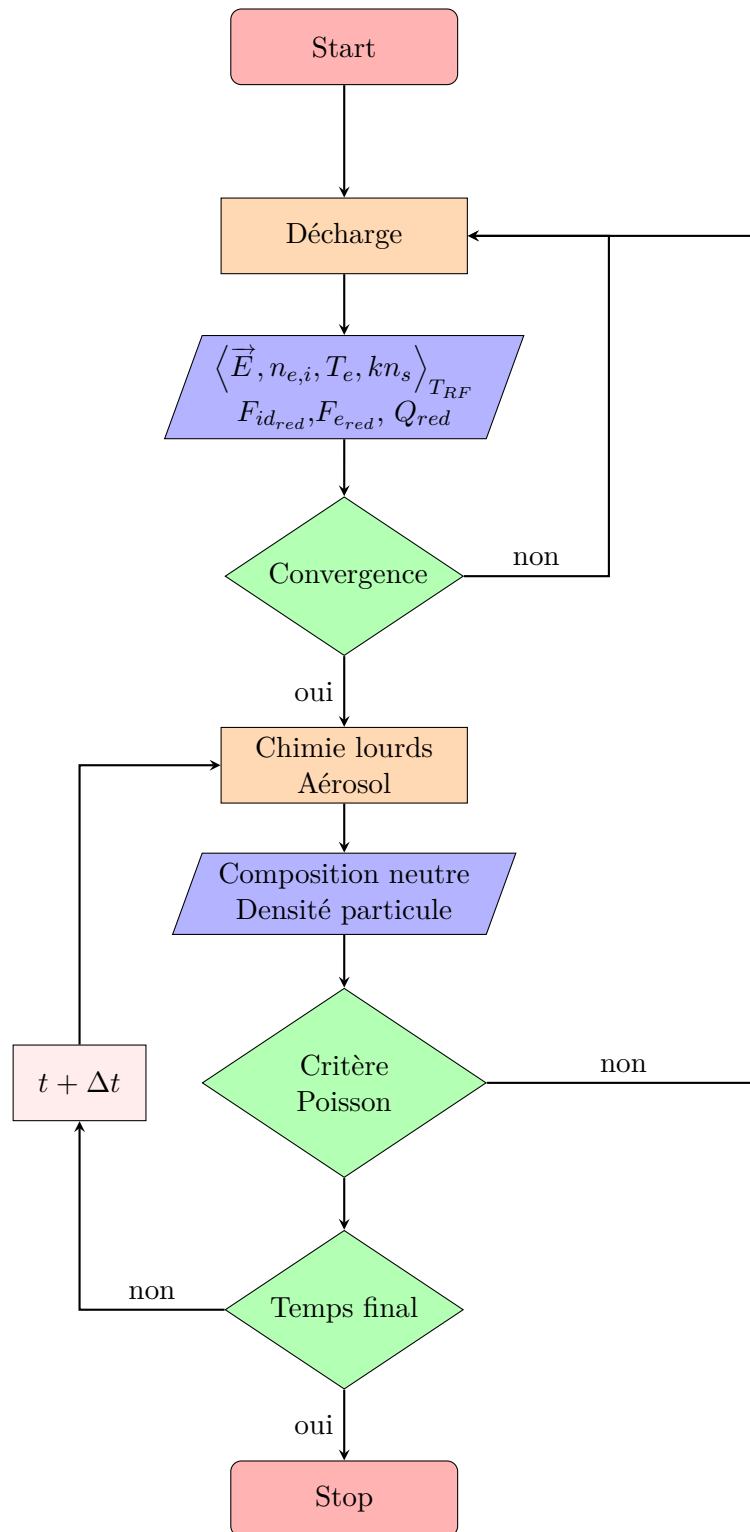 Start
Décharge
⟨E⃗, n_{e,i}, T_e, kn_s⟩_{T_{RF}}
F_{id_{red}},F_{e_{red}}, Q_{red}
Convergence
non
oui
Chimie lourds
Aérosol
Composition neutre
Densité particule
Critère
Poisson
non
t + Δt
Temps final
non
oui
Stop